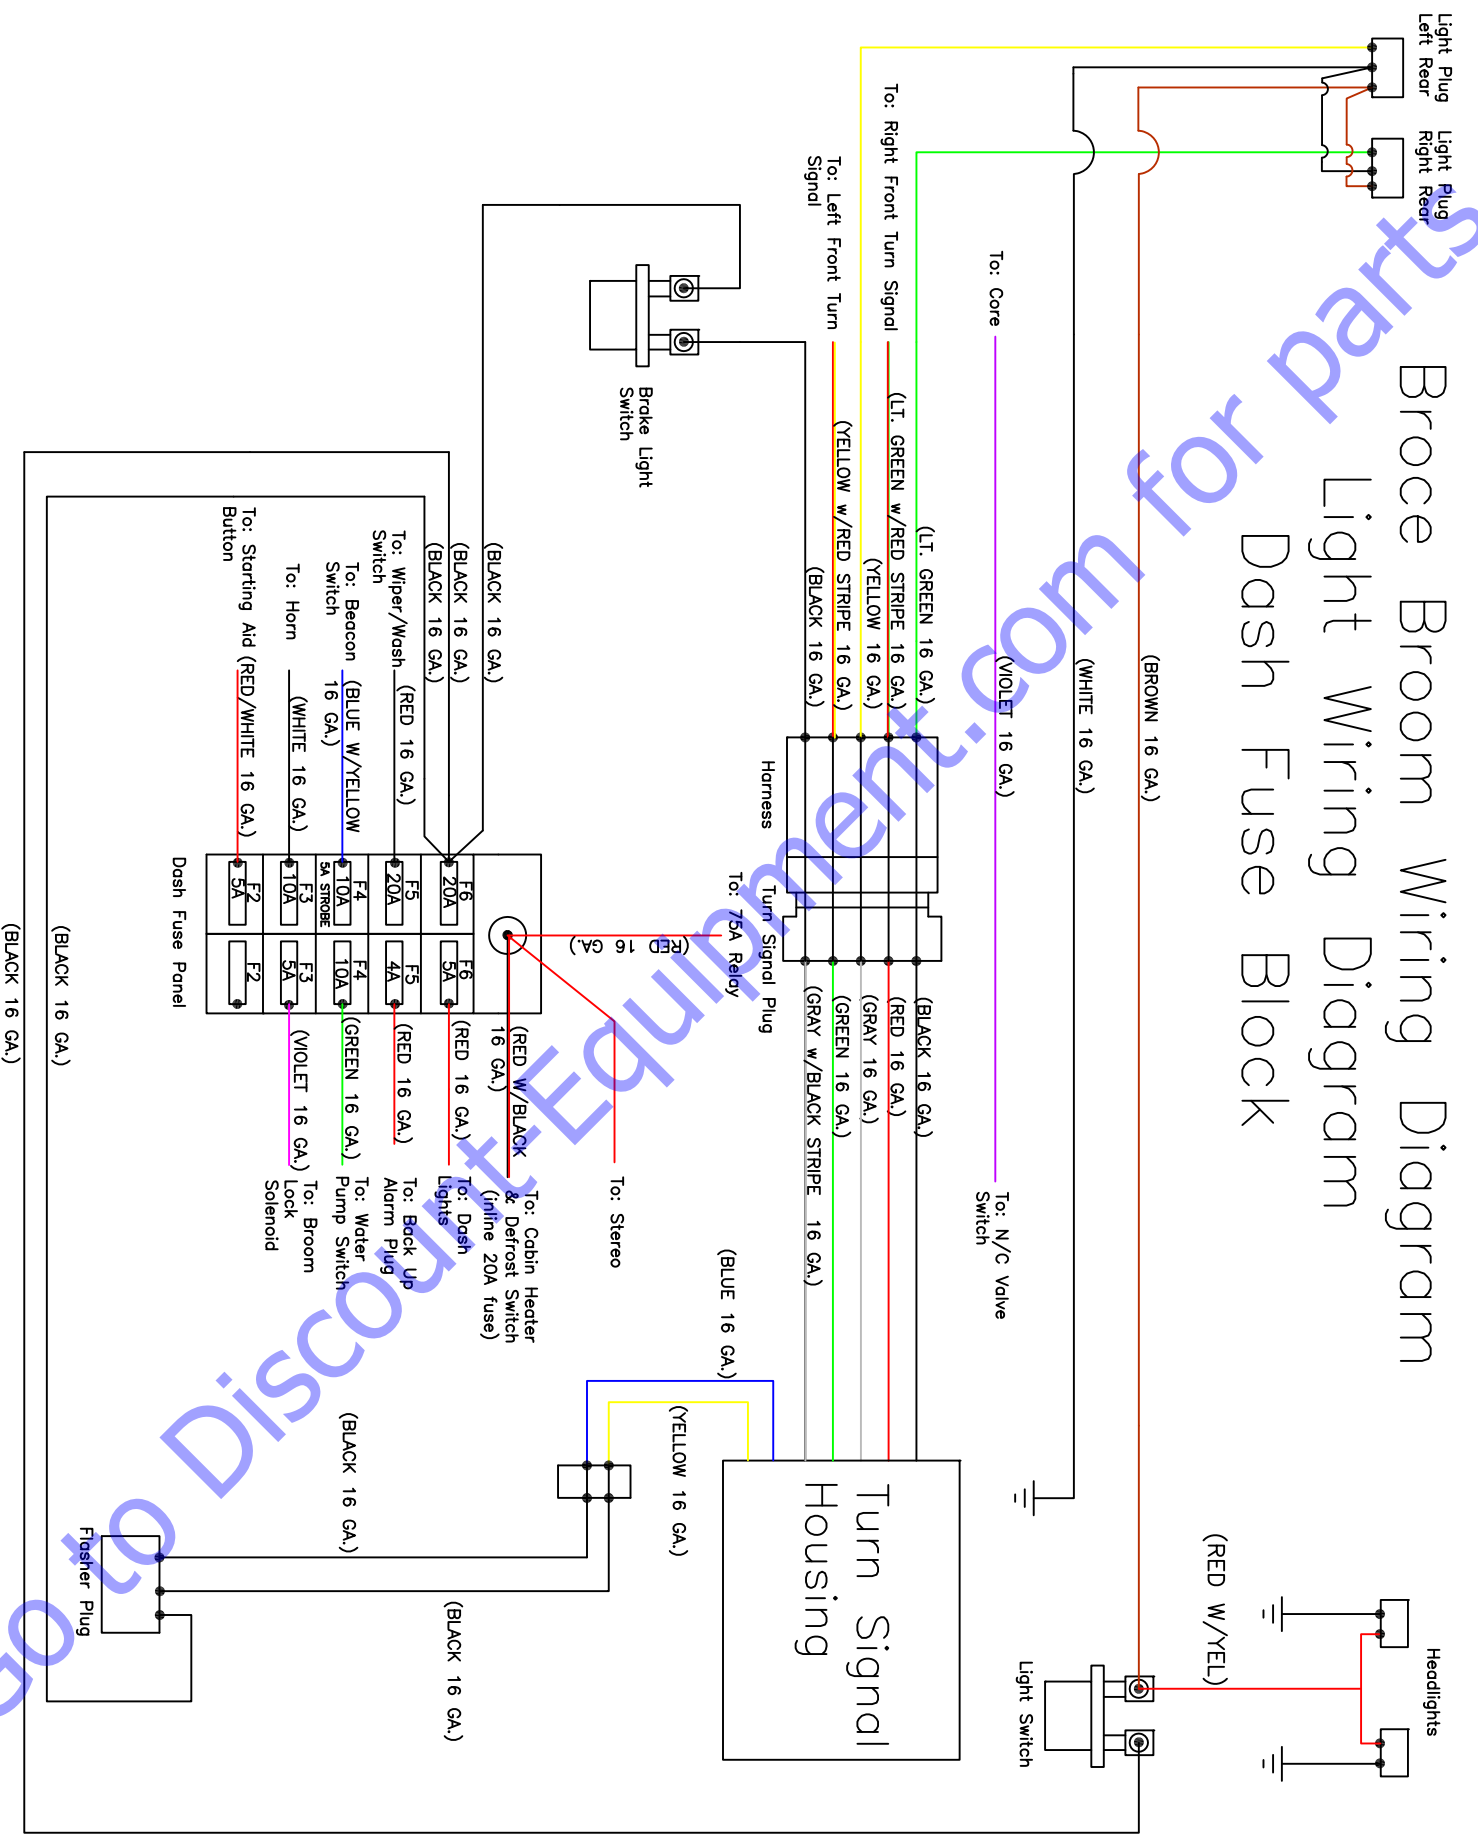 Broce Broom Wiring Diagram
Light Wiring Diagram
Dash Fuse Block
Light Plug
Left Rear
Light Plug
Right Rear
Headlights
(RED W/YEL)
(BROWN 16 GA.)
(WHITE 16 GA.)
Light Switch
To: Core
(VIOLET 16 GA.)
To: N/C Valve
Switch
To: Right Front Turn Signal
To: Left Front Turn
Signal
(LT. GREEN 16 GA.)
(LT. GREEN w/RED STRIPE 16 GA.)
(YELLOW 16 GA.)
(YELLOW w/RED STRIPE 16 GA.)
(BLACK 16 GA.)
Harness
Turn Signal Plug
(BLACK 16 GA.)
(RED 16 GA.)
(GRAY 16 GA.)
(GREEN 16 GA.)
(GRAY w/BLACK STRIPE 16 GA.)
Turn Signal
Housing
(BLUE 16 GA.)
(YELLOW 16 GA.)
Brake Light
Switch
To: 75A Relay
(RED 16 GA.)
To: Stereo
(RED W/BLACK
16 GA.)
To: Cabin Heater
& Defrost Switch
(inline 20A fuse)
(BLACK 16 GA.)
(BLACK 16 GA.)
(BLACK 16 GA.)
To: Wiper/Wash
Switch
(RED 16 GA.)
To: Beacon
Switch
(BLUE W/YELLOW
16 GA.)
To: Horn
(WHITE 16 GA.)
To: Starting Aid
Button
(RED/WHITE 16 GA.)
F6
20A
F5
20A
F4
10A
5A STROBE
F3
10A
F2
5A
F6
5A
F5
4A
F4
10A
F3
5A
F2
Dash Fuse Panel
(RED 16 GA.)
To: Dash
Lights
(RED 16 GA.)
To: Back Up
Alarm Plug
(GREEN 16 GA.)
To: Water
Pump Switch
(VIOLET 16 GA.)
To: Broom
Lock
Solenoid
(BLACK 16 GA.)
(BLACK 16 GA.)
Flasher Plug
(BLACK 16 GA.)
(BLACK 16 GA.)
Go to Discount-Equipment.com for parts